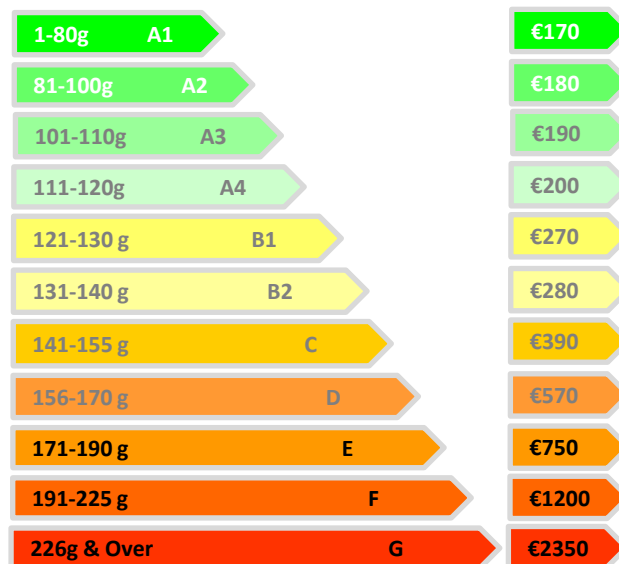 1-80g A1 €170
81-100g A2 €180
101-110g A3 €190
111-120g A4 €200
121-130 g B1 €270
131-140 g B2 €280
141-155 g C €390
156-170 g D €570
171-190 g E €750
191-225 g F €1200
226g & Over G €2350